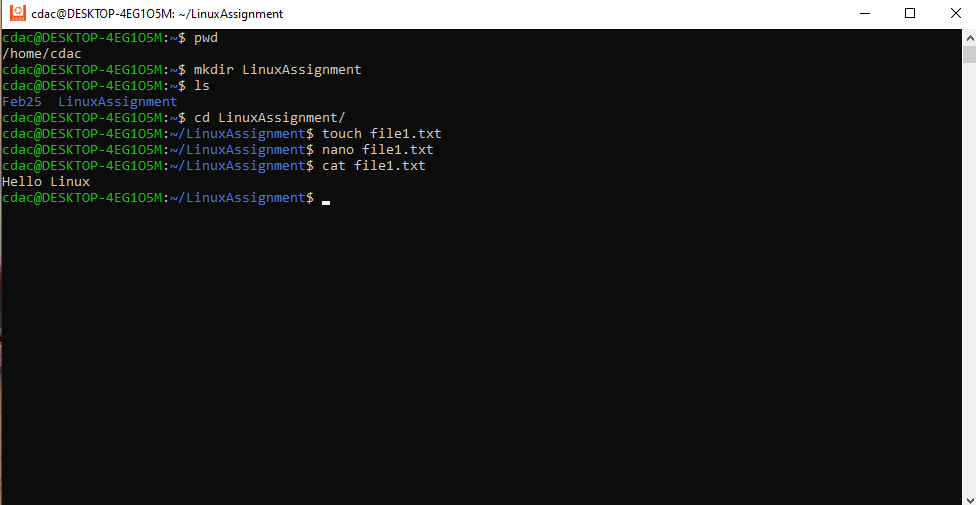 cdac@DESKTOP-4EG1O5M: ~/LinuxAssignment
cdac@DESKTOP-4EG1O5M:~$ pwd
/home/cdac
cdac@DESKTOP-4EG1O5M:~$ mkdir LinuxAssignment
cdac@DESKTOP-4EG1O5M:~$ ls
Feb25  LinuxAssignment
cdac@DESKTOP-4EG1O5M:~$ cd LinuxAssignment/
cdac@DESKTOP-4EG1O5M:~/LinuxAssignment$ touch file1.txt
cdac@DESKTOP-4EG1O5M:~/LinuxAssignment$ nano file1.txt
cdac@DESKTOP-4EG1O5M:~/LinuxAssignment$ cat file1.txt
Hello Linux
cdac@DESKTOP-4EG1O5M:~/LinuxAssignment$